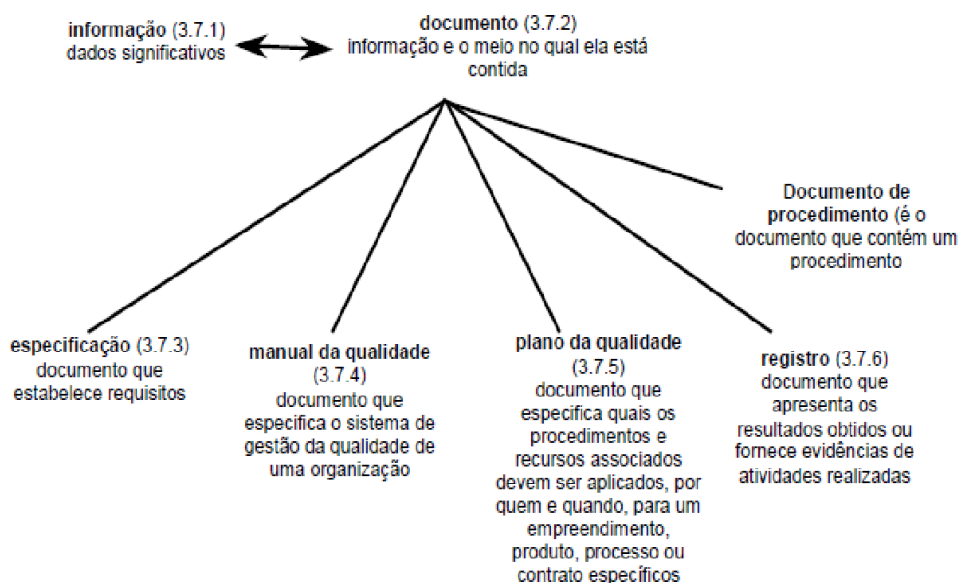 informação (3.7.1)
dados significativos
documento (3.7.2)
informação e o meio no qual ela está
contida
Documento de
procedimento (é o
documento que contém um
procedimento
especificação (3.7.3)
documento que
estabelece requisitos
manual da qualidade
(3.7.4)
documento que
especifica o sistema de
gestão da qualidade de
uma organização
plano da qualidade
(3.7.5)
documento que
especifica quais os
procedimentos e
recursos associados
devem ser aplicados, por
quem e quando, para um
empreendimento,
produto, processo ou
contrato específicos
registro (3.7.6)
documento que
apresenta os
resultados obtidos ou
fornece evidências de
atividades realizadas